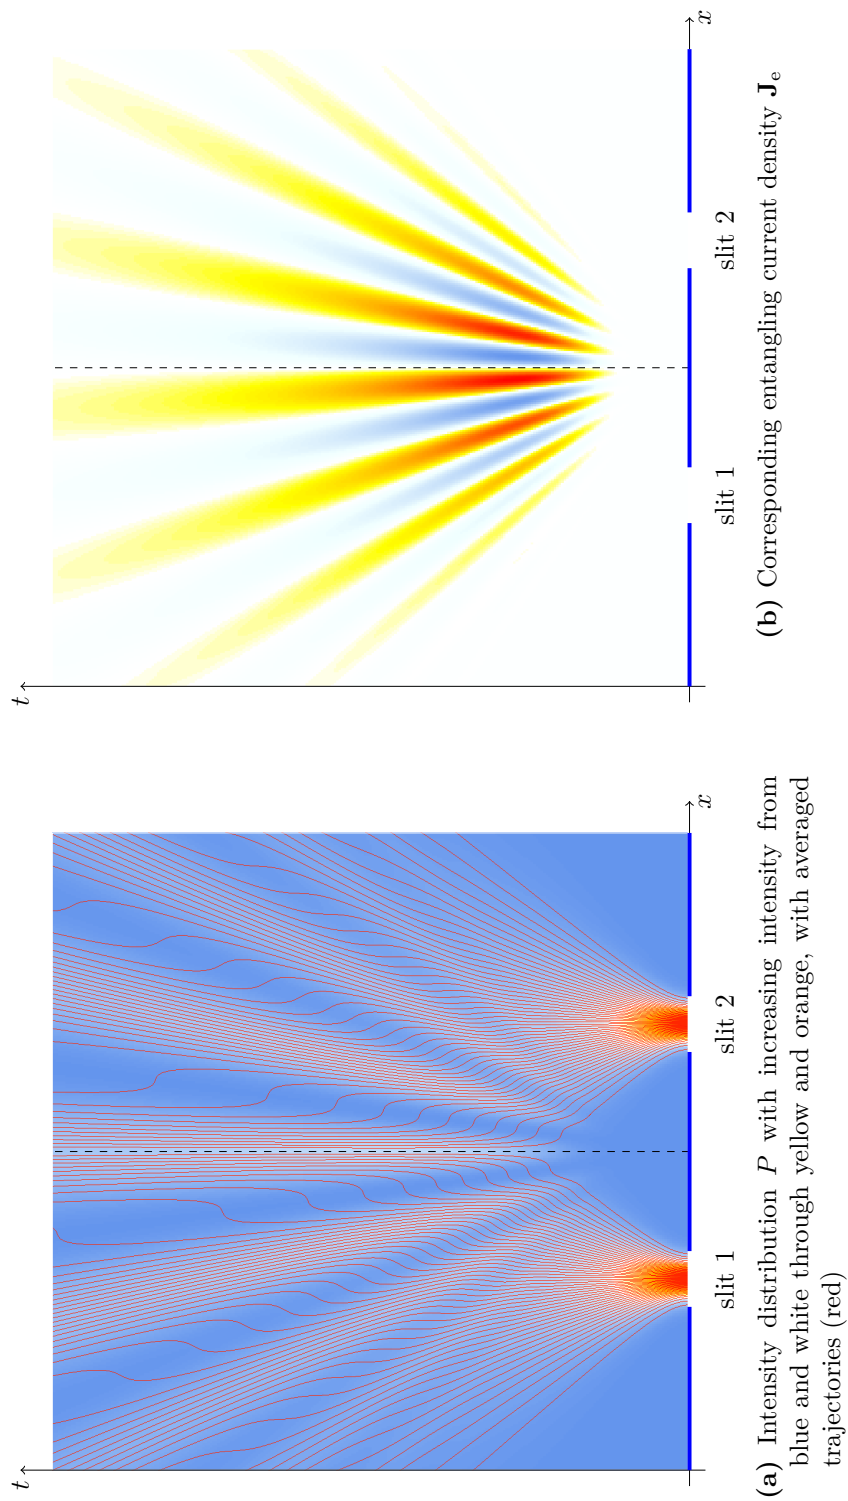 t
x
slit 1
slit 2
(a) Intensity distribution P with increasing intensity from
blue and white through yellow and orange, with averaged
trajectories (red)
t
x
slit 1
slit 2
(b) Corresponding entangling current density Je